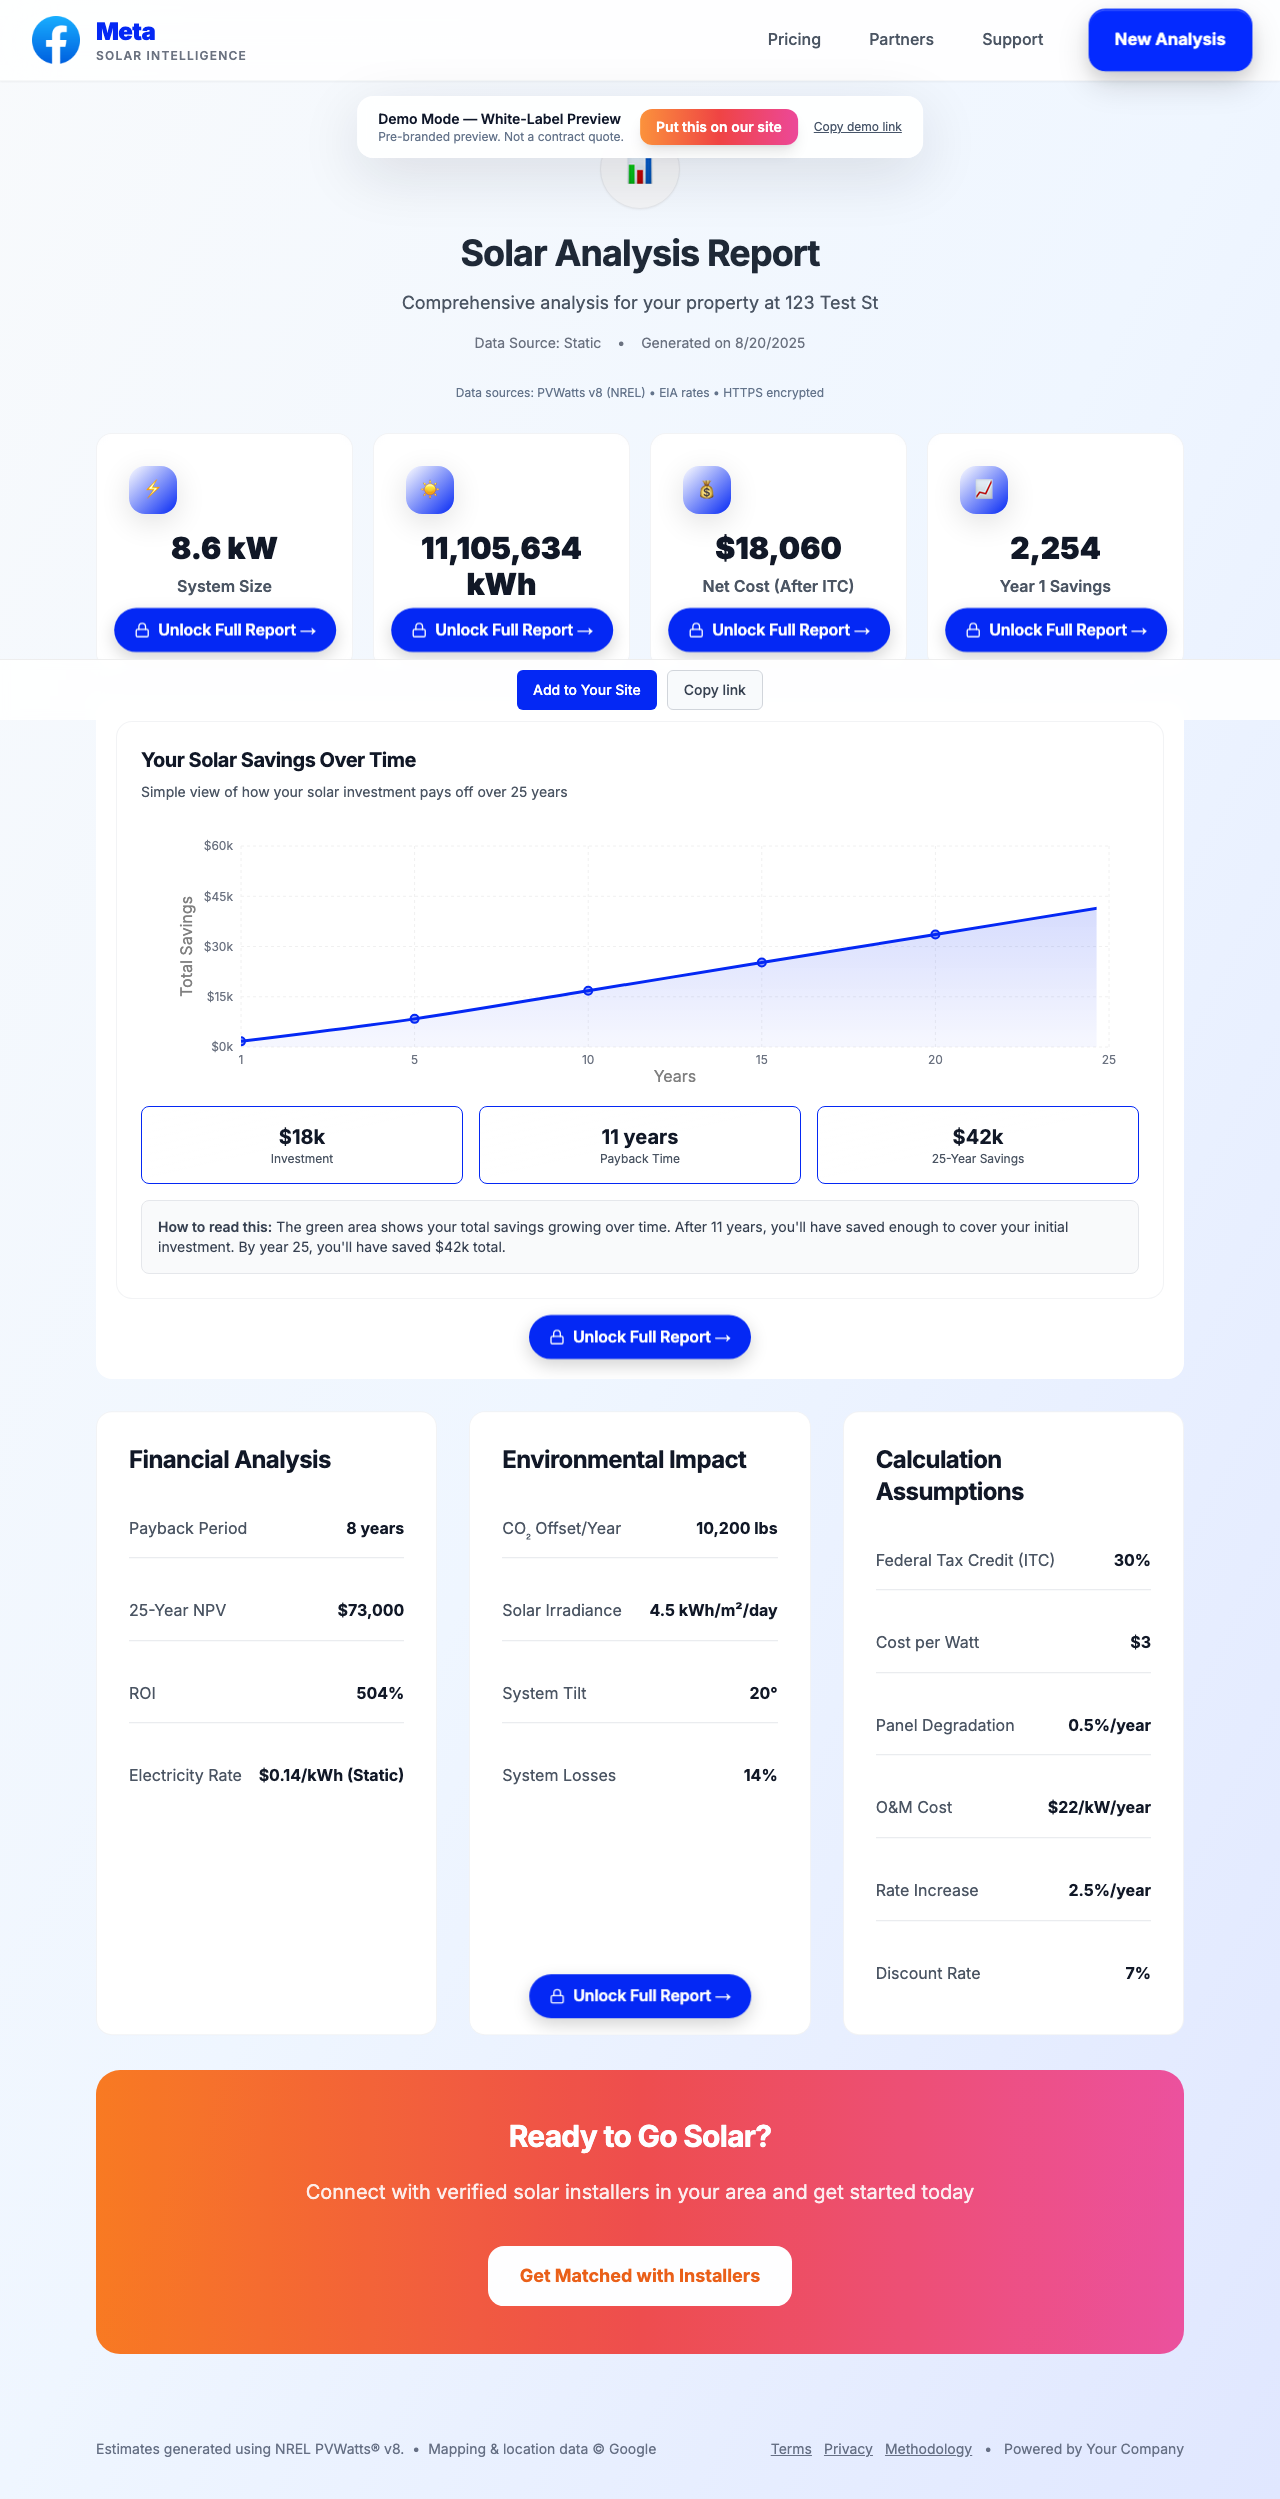 Meta
SOLAR INTELLIGENCE
Pricing
Partners
Support
New Analysis
Demo Mode — White-Label Preview
Pre-branded preview. Not a contract quote.
Put this on our site
Copy demo link
Solar Analysis Report
Comprehensive analysis for your property at 123 Test St
Data Source: Static • Generated on 8/20/2025
Data sources: PVWatts v8 (NREL) • EIA rates • HTTPS encrypted
8.6 kW
System Size
Unlock Full Report →
11,105,634
kWh
Unlock Full Report →
$18,060
Net Cost (After ITC)
Unlock Full Report →
2,254
Year 1 Savings
Unlock Full Report →
Add to Your Site
Copy link
Your Solar Savings Over Time
Simple view of how your solar investment pays off over 25 years
Total Savings
$60k
$45k
$30k
$15k
$0k
1
5
10
15
20
25
Years
$18k
Investment
11 years
Payback Time
$42k
25-Year Savings
How to read this: The green area shows your total savings growing over time. After 11 years, you'll have saved enough to cover your initial
investment. By year 25, you'll have saved $42k total.
Unlock Full Report →
Financial Analysis
Payback Period 8 years
25-Year NPV $73,000
ROI 504%
Electricity Rate $0.14/kWh (Static)
Environmental Impact
CO₂ Offset/Year 10,200 lbs
Solar Irradiance 4.5 kWh/m²/day
System Tilt 20°
System Losses 14%
Unlock Full Report →
Calculation
Assumptions
Federal Tax Credit (ITC) 30%
Cost per Watt $3
Panel Degradation 0.5%/year
O&M Cost $22/kW/year
Rate Increase 2.5%/year
Discount Rate 7%
Ready to Go Solar?
Connect with verified solar installers in your area and get started today
Get Matched with Installers
Estimates generated using NREL PVWatts® v8. • Mapping & location data © Google
Terms Privacy Methodology • Powered by Your Company